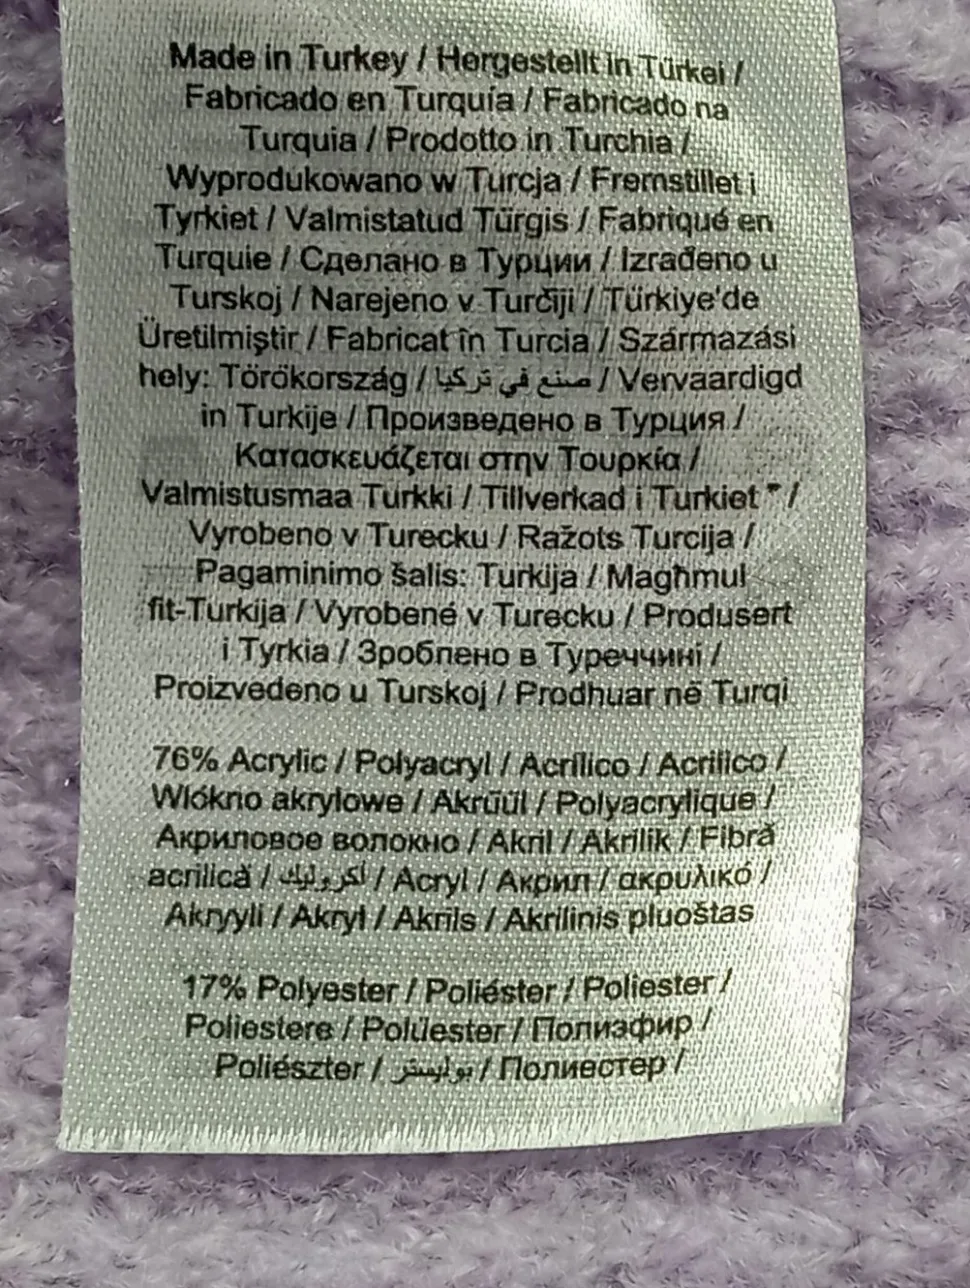 Made in Turkey / Hergestellt in Türkei /
Fabricado en Turquía / Fabricado na
Turquia / Prodotto in Turchia /
Wyprodukowano w Turcja / Fremstillet i
Tyrkiet / Valmistatud Türgis / Fabriqué en
Turquie / Сделано в Турции / Izrađeno u
Turskoj / Narejeno v Turčiji / Türkiye'de
Üretilmiştir / Fabricat în Turcia / Származási
hely: Törökország / صنع في تركيا / Vervaardigd
in Turkije / Произведено в Турция /
Κατασκευάζεται στην Τουρκία /
Valmistusmaa Turkki / Tillverkad i Turkiet /
Vyrobeno v Turecku / Ražots Turcija /
Pagaminimo šalis: Turkija / Magħmul
fit-Turkija / Vyrobené v Turecku / Produsert
i Tyrkia / Зроблено в Туреччині /
Proizvedeno u Turskoj / Prodhuar në Turqi
76% Acrylic / Polyacryl / Acrílico / Acrilico /
Włókno akrylowe / Akrüül / Polyacrylique /
Акриловое волокно / Akril / Akrilik / Fibră
acrilică / أكروليك / Acryl / Акрил / ακρυλικό /
Akryyli / Akryl / Akrils / Akrilinis pluoštas
17% Polyester / Poliéster / Poliester /
Poliestere / Polüester / Полиэфир /
Poliészter / بوليستر / Полиестер /